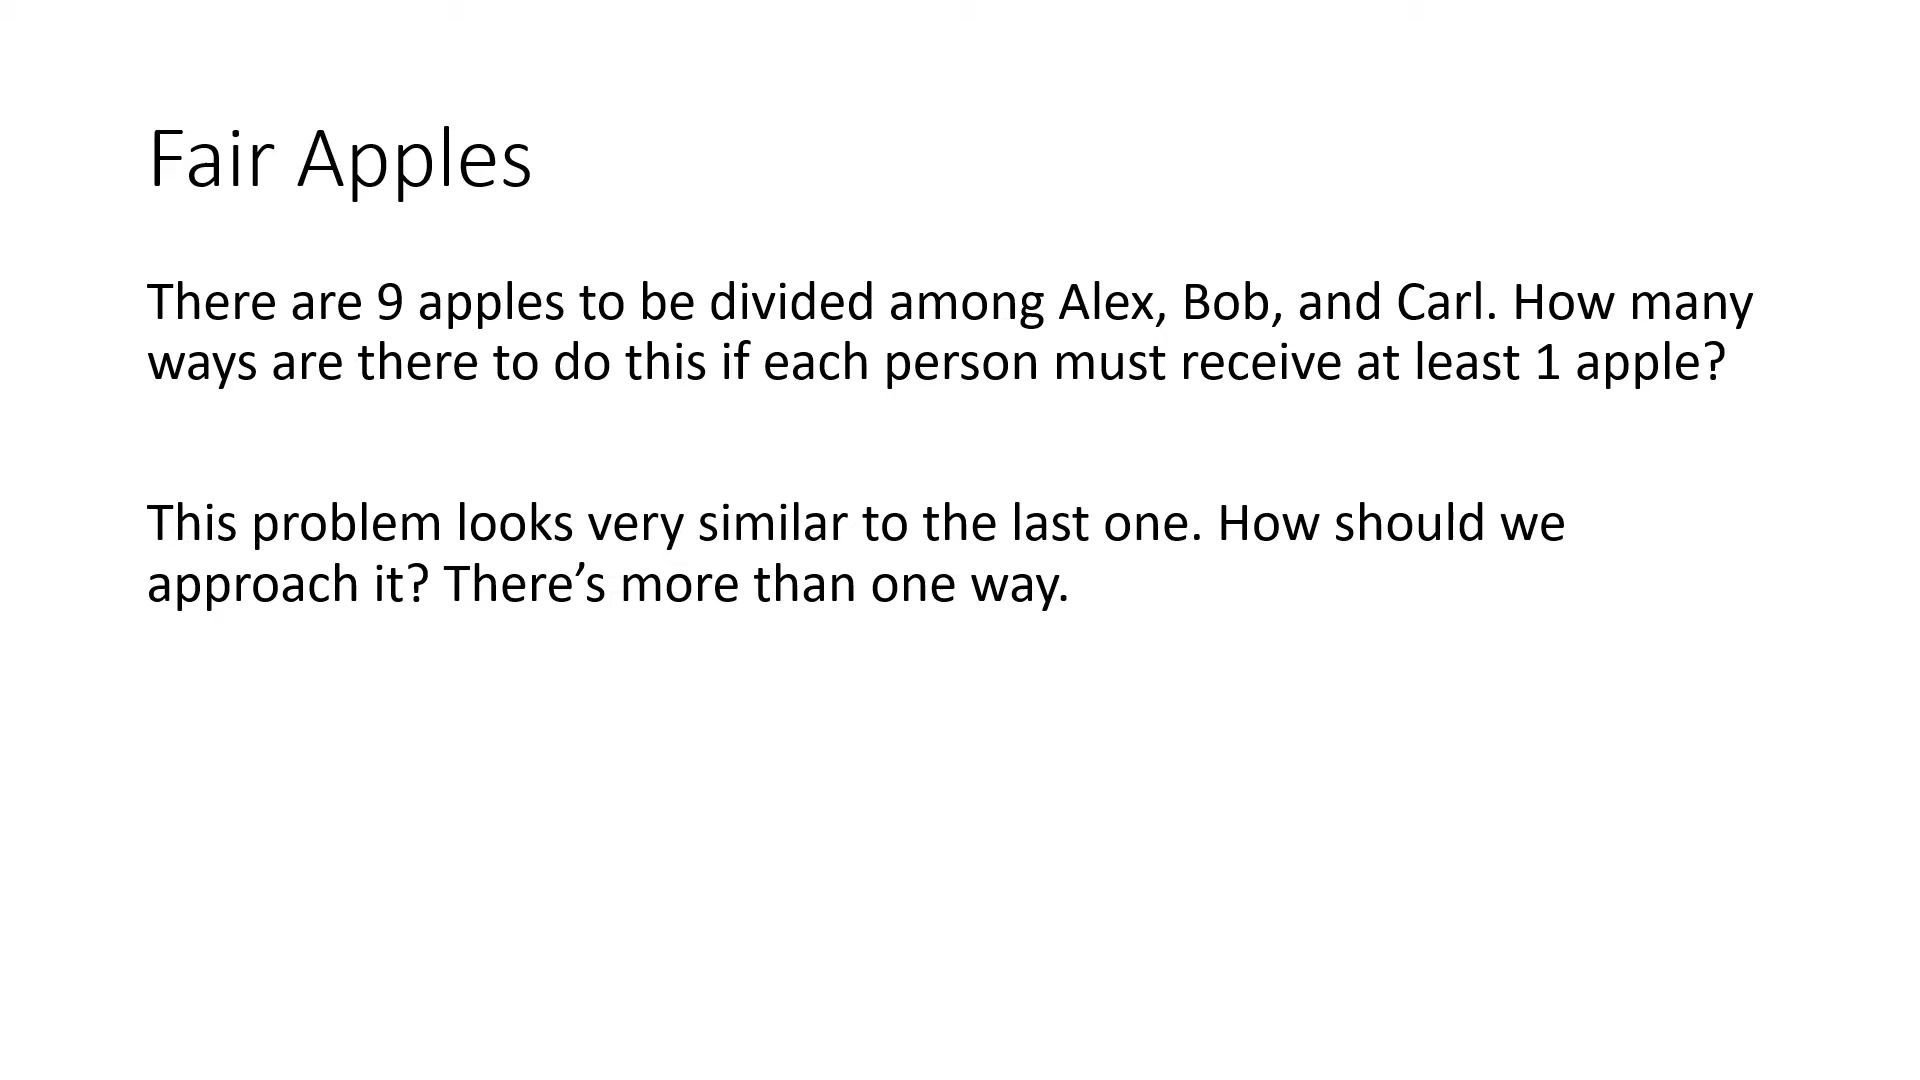 Fair Apples
There are 9 apples to be divided among Alex, Bob, and Carl. How many
ways are there to do this if each person must receive at least 1 apple?
This problem looks very similar to the last one. How should we
approach it? There’s more than one way.